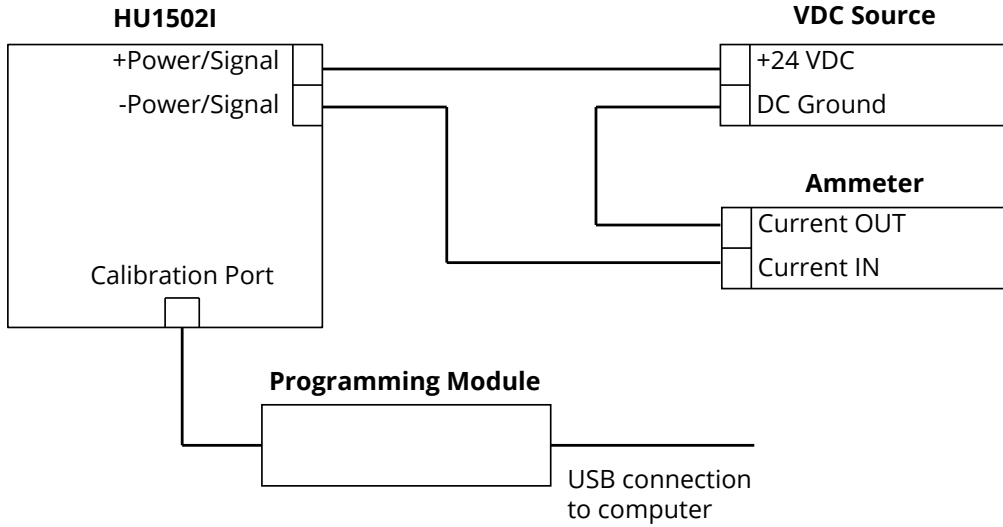 HU1502I
+Power/Signal
-Power/Signal
Calibration Port
VDC Source
+24 VDC
DC Ground
Ammeter
Current OUT
Current IN
Programming Module
USB connection
to computer